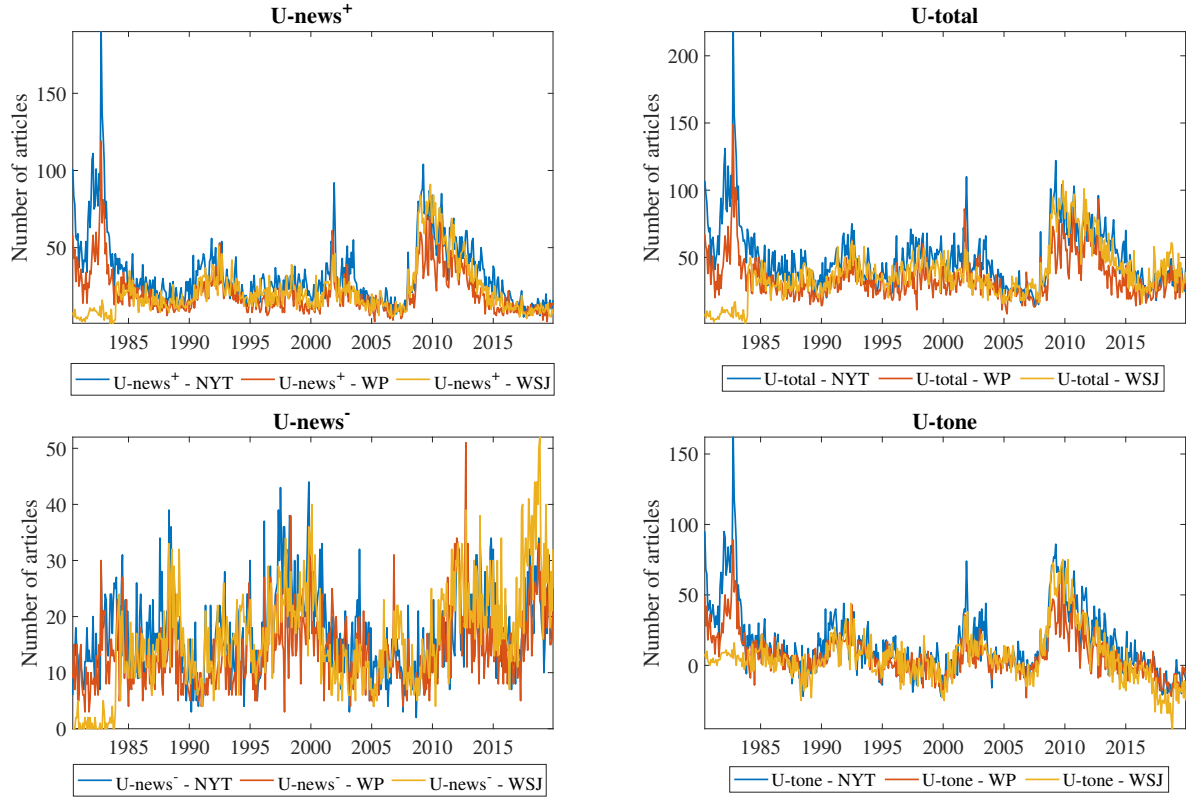 U-news⁺
Number of articles
150
100
50
1985 1990 1995 2000 2005 2010 2015
U-news⁺ - NYT U-news⁺ - WP U-news⁺ - WSJ
U-total
Number of articles
200
150
100
50
1985 1990 1995 2000 2005 2010 2015
U-total - NYT U-total - WP U-total - WSJ
U-news⁻
Number of articles
50
40
30
20
10
0
1985 1990 1995 2000 2005 2010 2015
U-news⁻ - NYT U-news⁻ - WP U-news⁻ - WSJ
U-tone
Number of articles
150
100
50
0
1985 1990 1995 2000 2005 2010 2015
U-tone - NYT U-tone - WP U-tone - WSJ